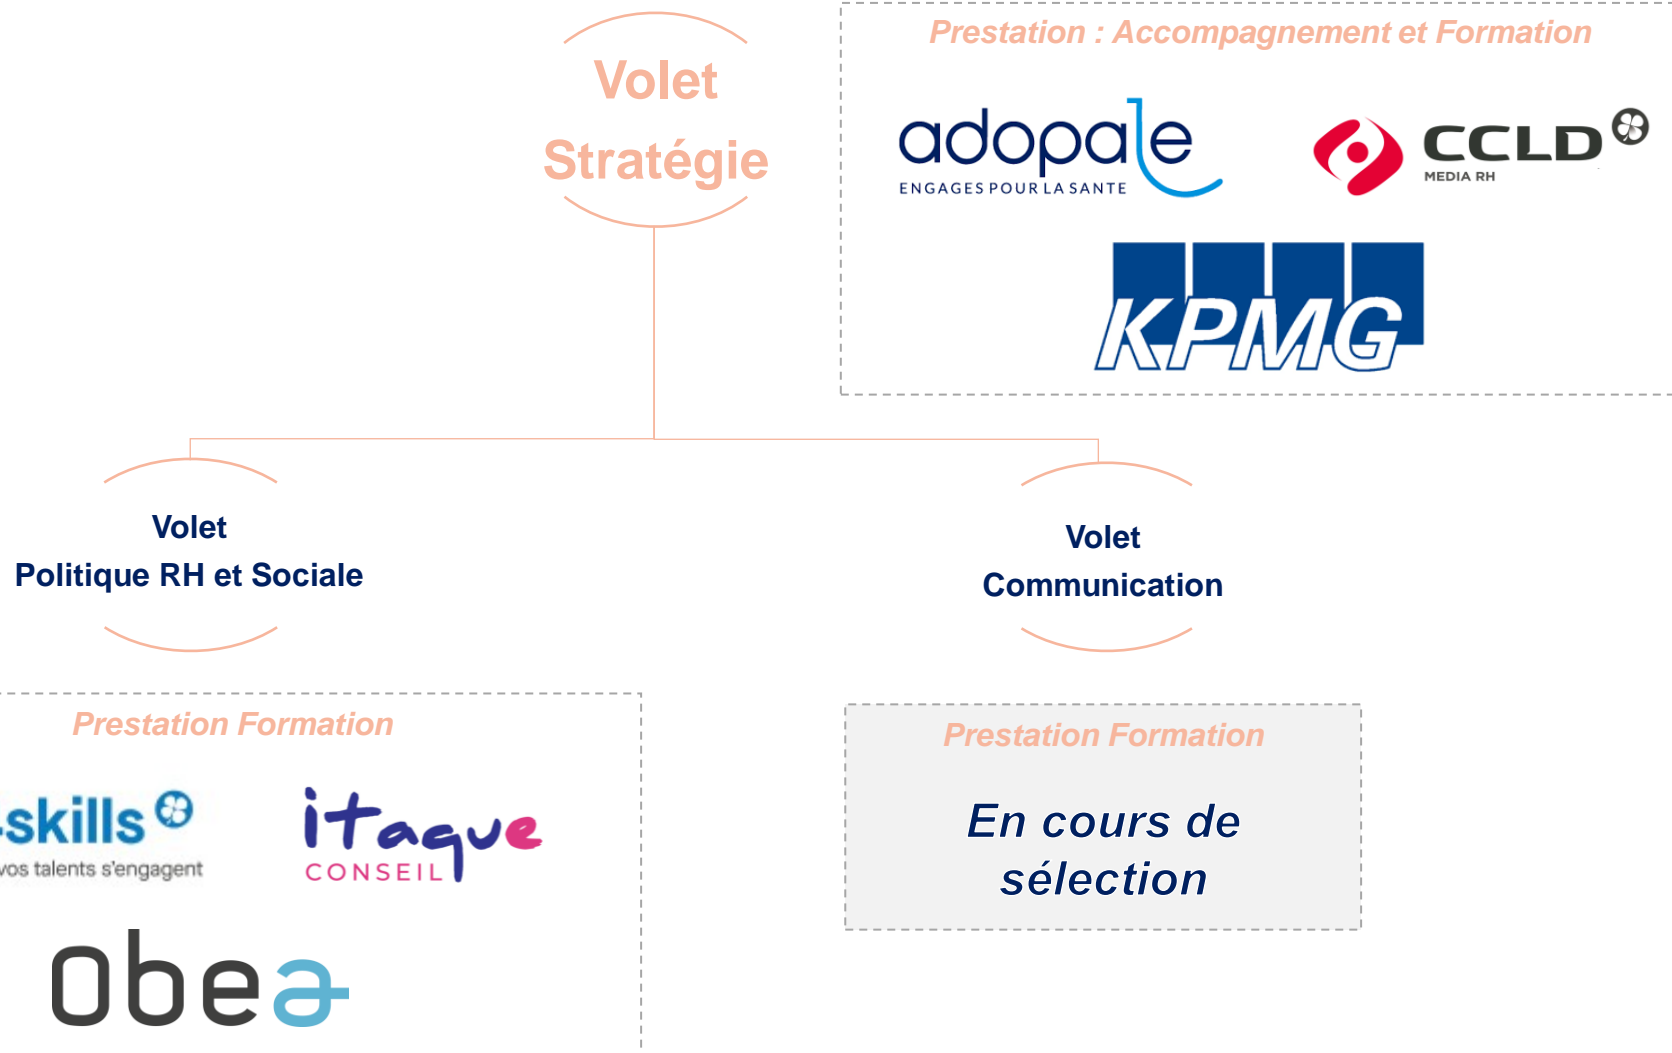 Volet
Stratégie
Prestation : Accompagnement et Formation
adopale
ENGAGES POUR LA SANTE
CCLD
MEDIA RH
KPMG
Volet
Politique RH et Sociale
Volet
Communication
Prestation Formation
skills
vos talents s'engagent
itaque
CONSEIL
obea
Prestation Formation
En cours de
sélection